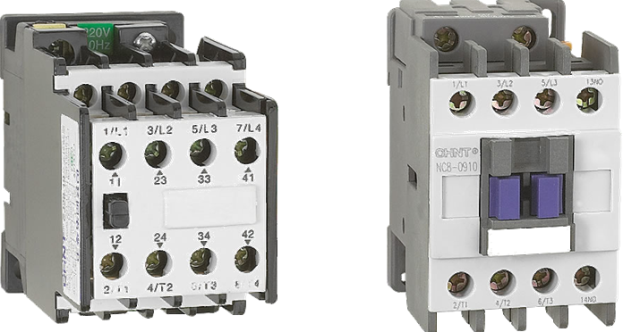 220V
50Hz
1/L1 3/L2 5/L3 7/L4
11 23 33 41
12 24 34 42
2/T1 4/T2 6/T3
1/L1 3/L2 5/L3 13NO
CHNT®
NC8-0910
2/T1 4/T2 6/T3 14NO